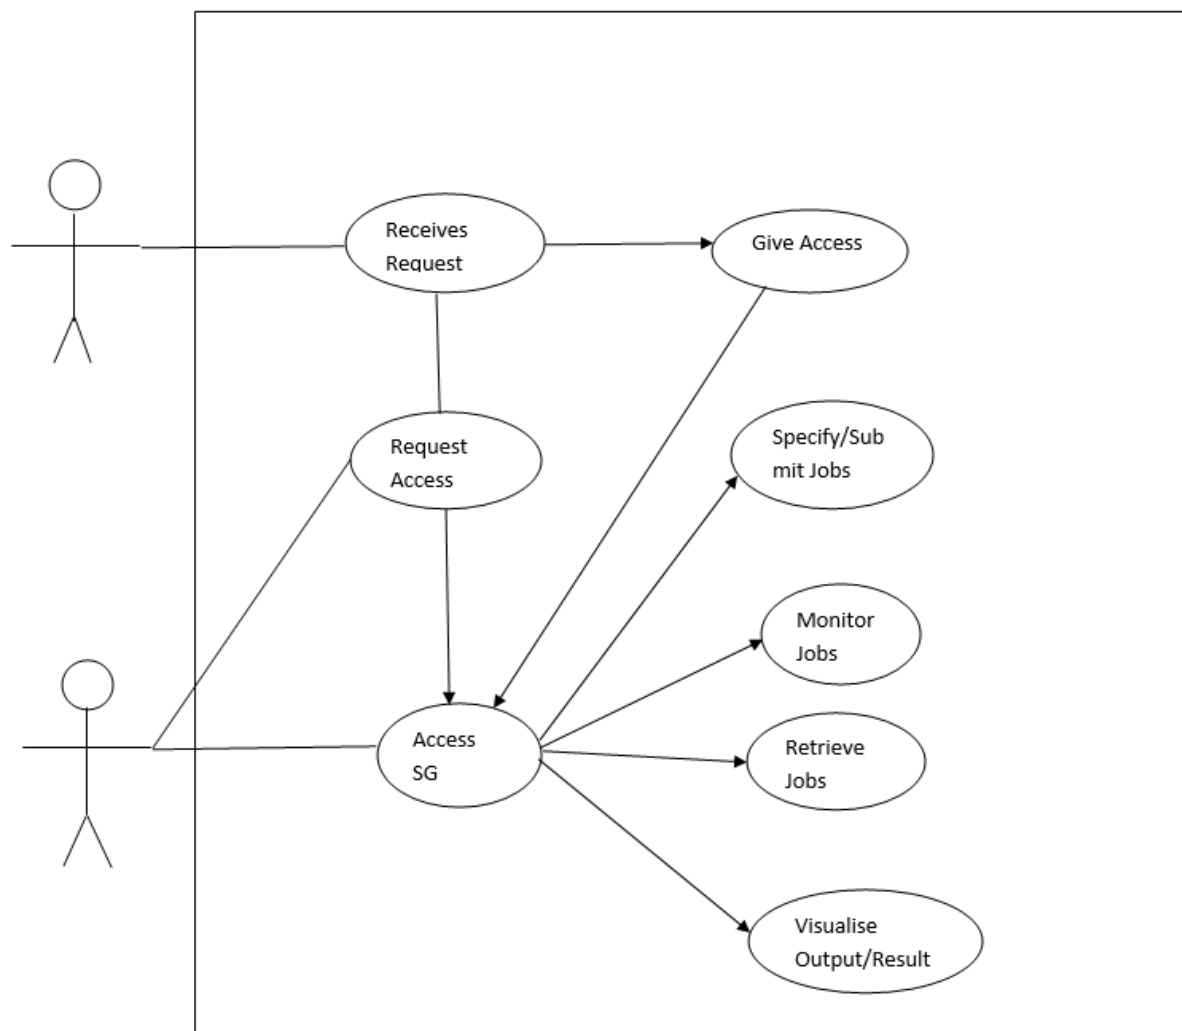 Receives
Request
Give Access
Request
Access
Specify/Sub
mit Jobs
Monitor
Jobs
Access
SG
Retrieve
Jobs
Visualise
Output/Result